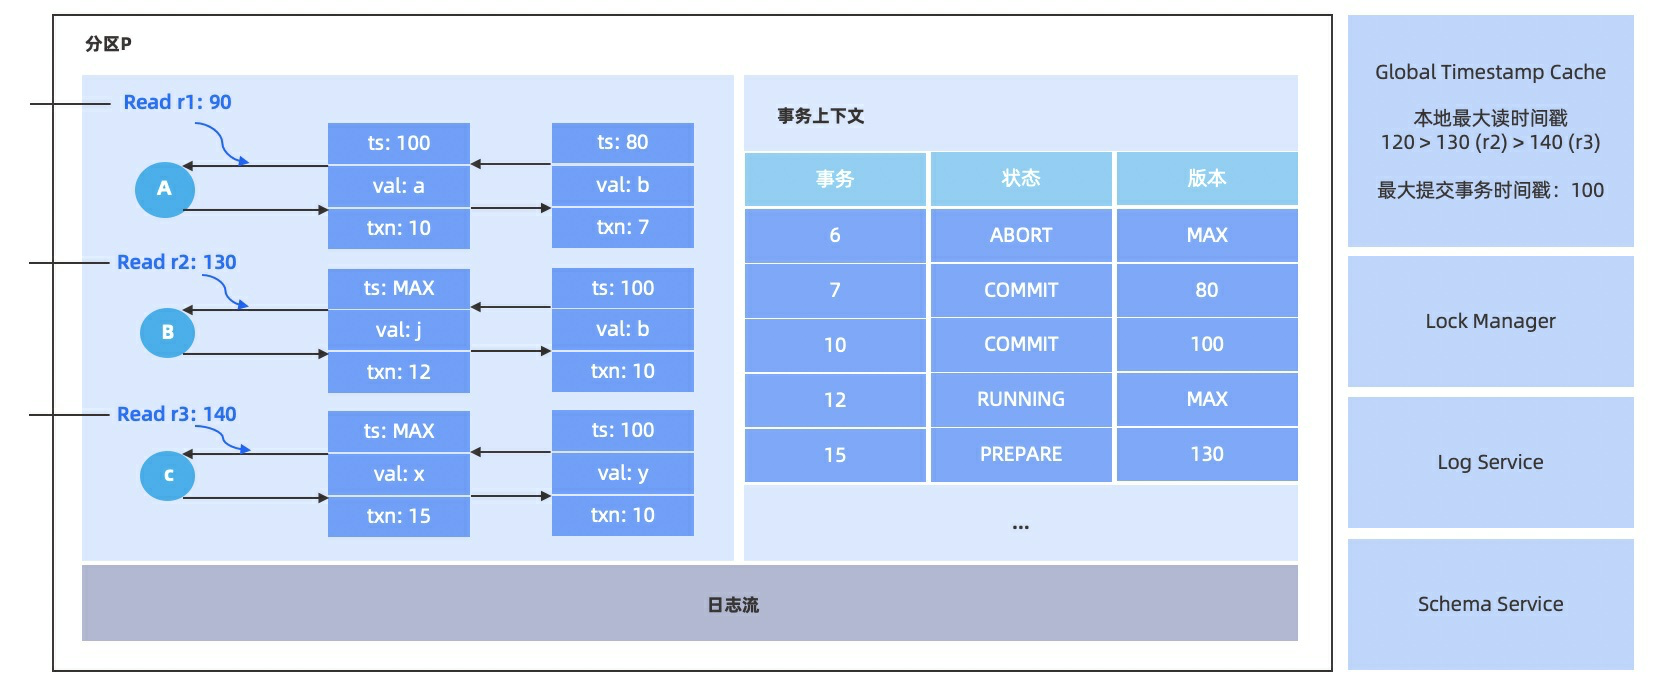 分区P
Read r1: 90
A
ts: 100
val: a
txn: 10
ts: 80
val: b
txn: 7
Read r2: 130
B
ts: MAX
val: j
txn: 12
ts: 100
val: b
txn: 10
Read r3: 140
c
ts: MAX
val: x
txn: 15
ts: 100
val: y
txn: 10
事务上下文
事务 状态 版本
6 ABORT MAX
7 COMMIT 80
10 COMMIT 100
12 RUNNING MAX
15 PREPARE 130
...
日志流
Global Timestamp Cache
本地最大读时间戳
120 > 130 (r2) > 140 (r3)
最大提交事务时间戳：100
Lock Manager
Log Service
Schema Service